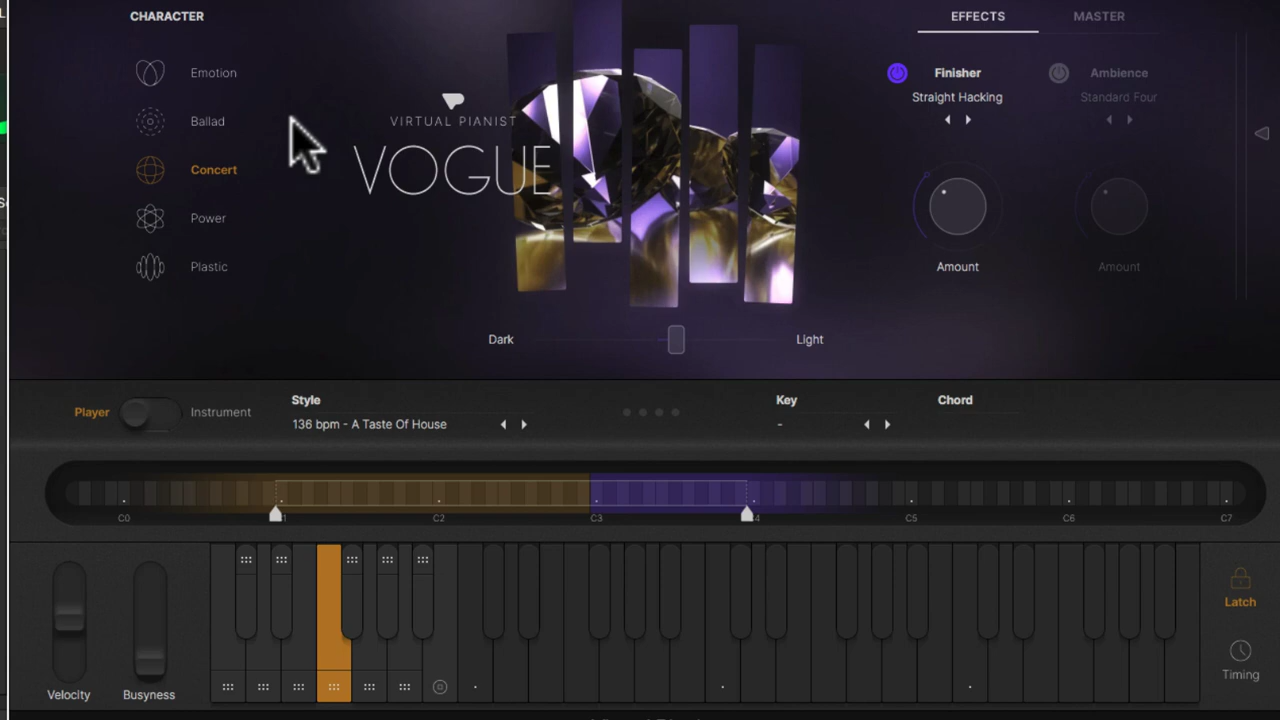 CHARACTER
Emotion
Ballad
Concert
Power
Plastic
VIRTUAL PIANIST
VOGUE
Dark
Light
EFFECTS
MASTER
Finisher
Straight Hacking
Ambience
Standard Four
Amount
Amount
Player
Instrument
Style
136 bpm - A Taste Of House
Key
-
Chord
C0
C2
C3
C5
C6
C7
Velocity
Busyness
Latch
Timing